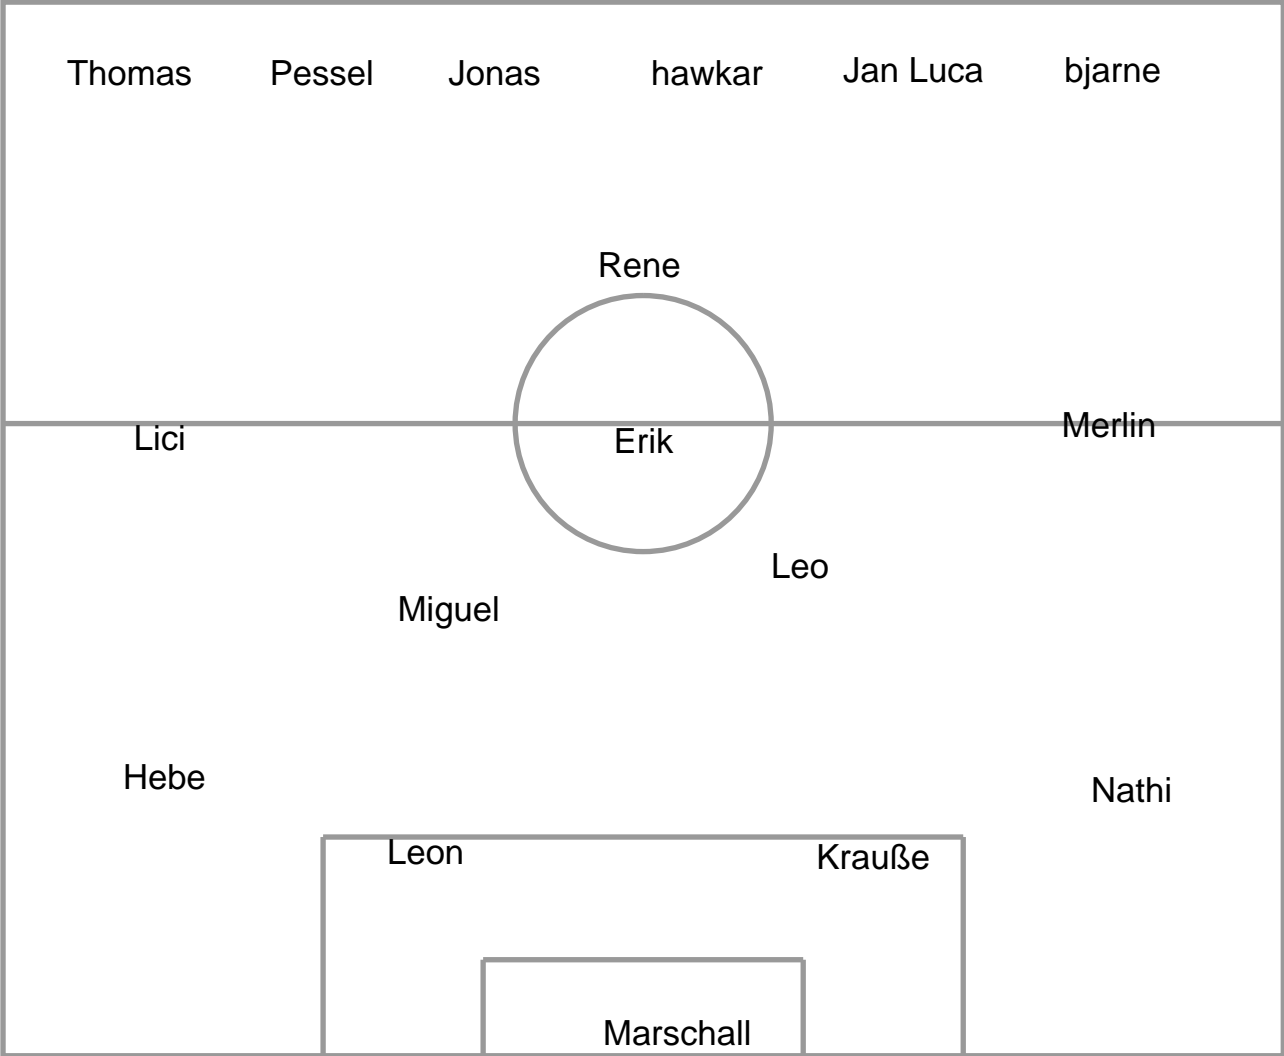 Thomas Pessel Jonas hawkar Jan Luca bjarne
Rene
Lici Erik Merlin
Leo
Miguel
Hebe Nathi
Leon Krauße
Marschall